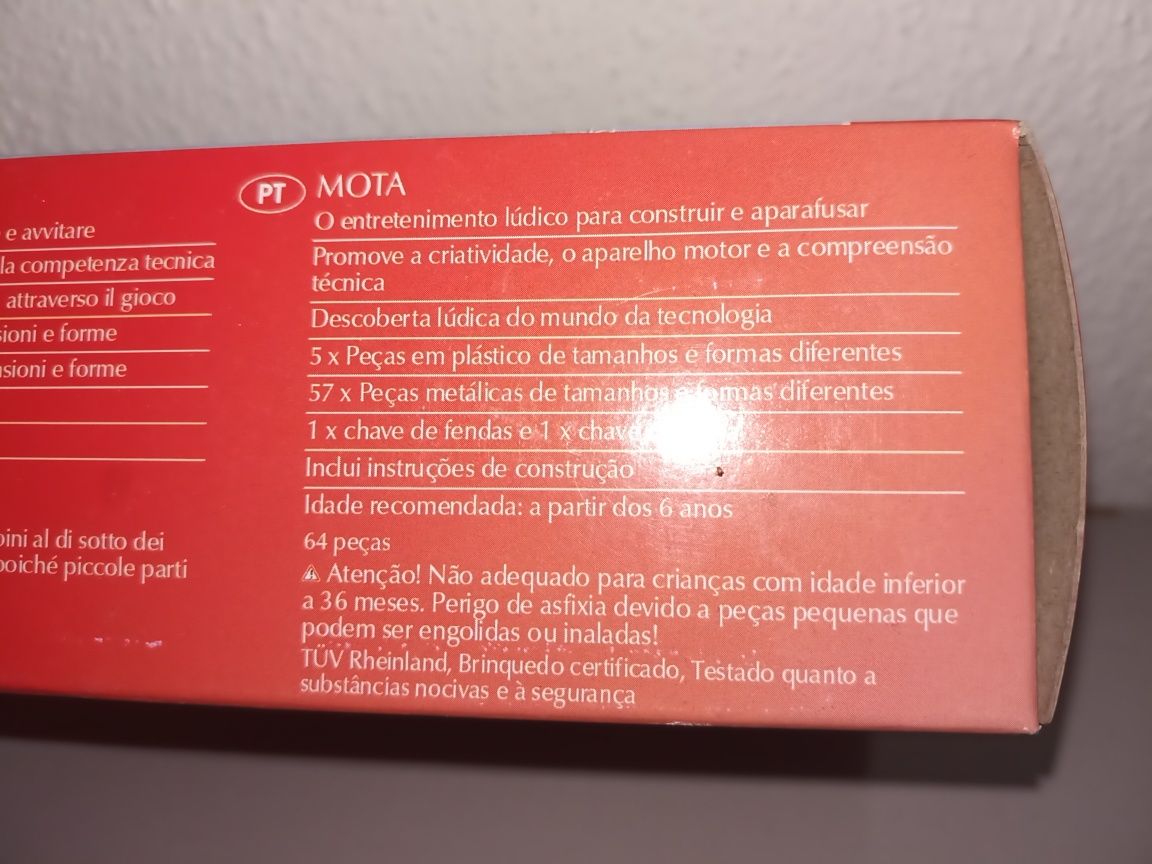 e avvitare
la competenza tecnica
attraverso il gioco
sioni e forme
nsioni e forme
bini al di sotto dei
poiché piccole parti
PT MOTA
O entretenimento lúdico para construir e aparafusar
Promove a criatividade, o aparelho motor e a compreensão
técnica
Descoberta lúdica do mundo da tecnologia
5 x Peças em plástico de tamanhos e formas diferentes
57 x Peças metálicas de tamanhos e formas diferentes
1 x chave de fendas e 1 x chave
Inclui instruções de construção
Idade recomendada: a partir dos 6 anos
64 peças
⚠ Atenção! Não adequado para crianças com idade inferior
a 36 meses. Perigo de asfixia devido a peças pequenas que
podem ser engolidas ou inaladas!
TÜV Rheinland, Brinquedo certificado, Testado quanto a
substâncias nocivas e à segurança